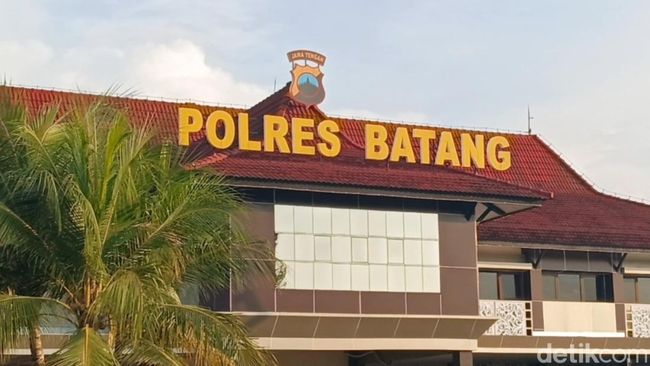 JAWA TENGAH
POLRES BATANG
detikcom